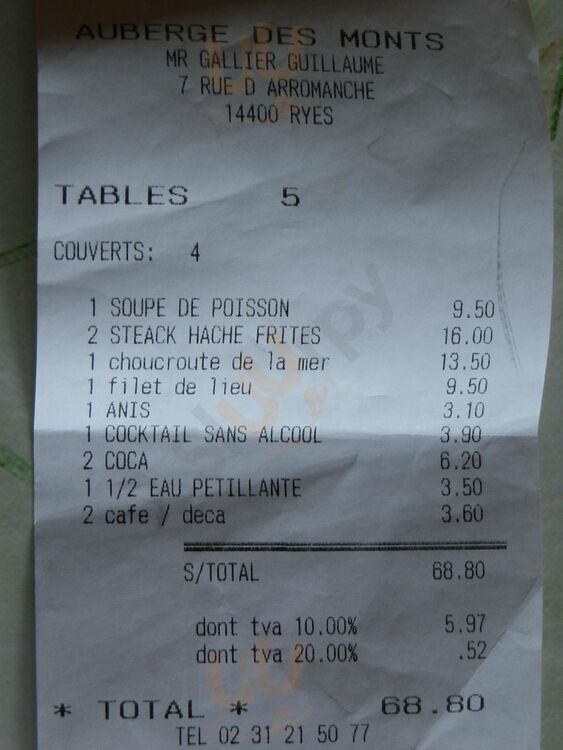 AUBERGE DES MONTS
MR GALLIER GUILLAUME
7 RUE D ARROMANCHE
14400 RYES
TABLES 5
COUVERTS: 4
1 SOUPE DE POISSON 9.50
2 STEACK HACHE FRITES 16.00
1 choucroute de la mer 13.50
1 filet de lieu 9.50
1 ANIS 3.10
1 COCKTAIL SANS ALCOOL 3.90
2 COCA 6.20
1 1/2 EAU PETILLANTE 3.50
2 cafe / deca 3.60
S/TOTAL 68.80
dont tva 10.00% 5.97
dont tva 20.00% .52
* TOTAL * 68.80
TEL 02 31 21 50 77